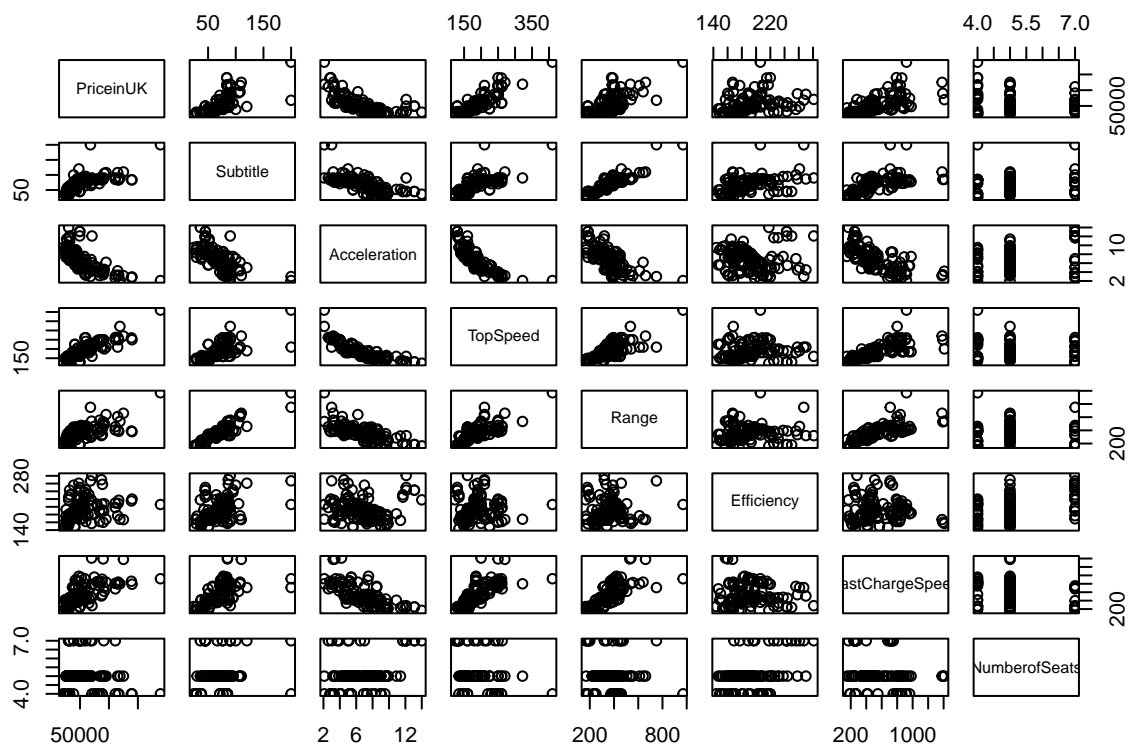 50 150
150 350
140 220
4.0 5.5 7.0
PriceinUK
50000
50
Subtitle
Acceleration
2 10
150
TopSpeed
Range
200
140 280
Efficiency
astChargeSpee
200
4.0 7.0
NumberofSeats
50000
2 6 12
200 800
200 1000